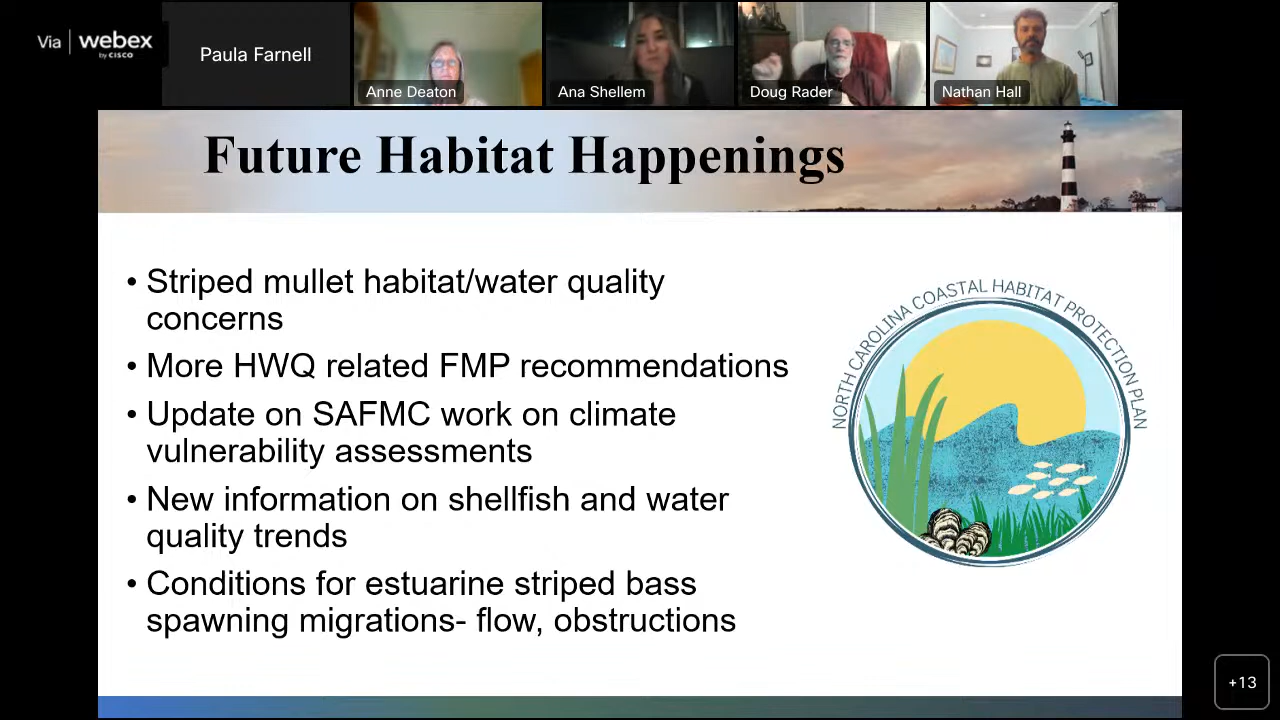 Via webex
by CISCO
Paula Farnell
Anne Deaton
Ana Shellem
Doug Rader
Nathan Hall
Future Habitat Happenings
• Striped mullet habitat/water quality
concerns
• More HWQ related FMP recommendations
• Update on SAFMC work on climate
vulnerability assessments
• New information on shellfish and water
quality trends
• Conditions for estuarine striped bass
spawning migrations- flow, obstructions
NORTH CAROLINA COASTAL HABITAT PROTECTION PLAN
+13